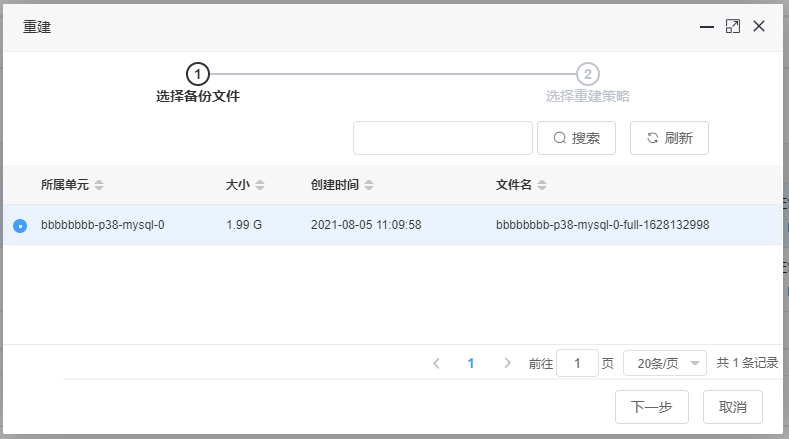 重建
1 2
选择备份文件 选择重建策略
搜索 刷新
所属单元 大小 创建时间 文件名
bbbbbbbb-p38-mysql-0 1.99 G 2021-08-05 11:09:58 bbbbbbbb-p38-mysql-0-full-1628132998
1 前往 1 页 20条/页 共 1 条记录
下一步 取消